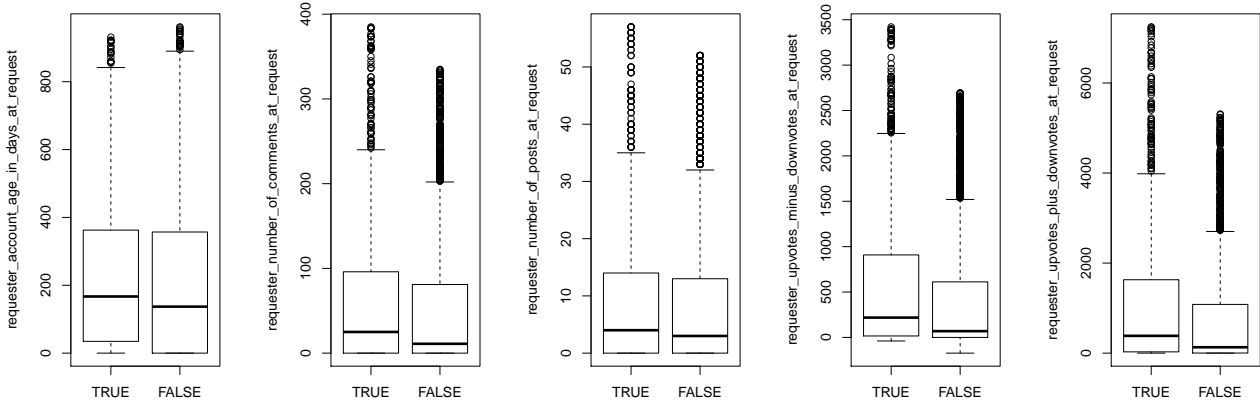 requester_account_age_in_days_at_request
0
200
400
600
800
TRUE
FALSE
requester_number_of_comments_at_request
0
100
200
300
400
TRUE
FALSE
requester_number_of_posts_at_request
0
10
20
30
40
50
TRUE
FALSE
requester_upvotes_minus_downvotes_at_request
0
500
1000
1500
2000
2500
3000
3500
TRUE
FALSE
requester_upvotes_plus_downvotes_at_request
0
2000
4000
6000
TRUE
FALSE